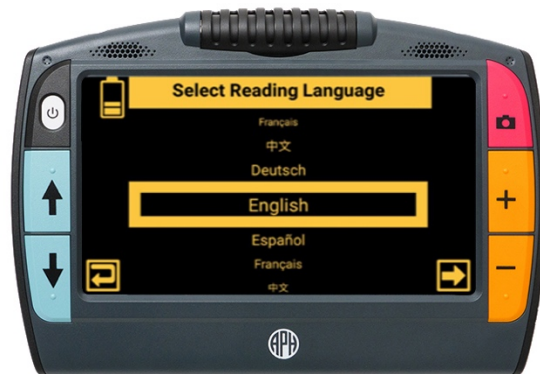 Select Reading Language
Français
中文
Deutsch
English
Español
Français
中文
APH